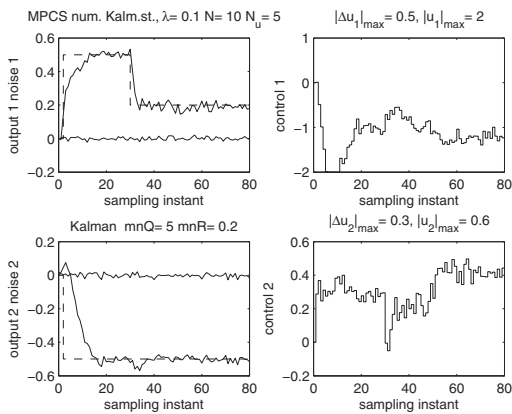 MPCS num. Kalm.st., λ= 0.1 N= 10 N_u= 5
0.6
0.4
0.2
0
−0.2
output 1 noise 1
0 20 40 60 80
sampling instant
|Δu_1|_max= 0.5, |u_1|_max= 2
1
0
−1
−2
control 1
0 20 40 60 80
sampling instant
Kalman mnQ= 5 mnR= 0.2
0.2
0
−0.2
−0.4
−0.6
output 2 noise 2
0 20 40 60 80
sampling instant
|Δu_2|_max= 0.3, |u_2|_max= 0.6
0.6
0.4
0.2
0
−0.2
control 2
0 20 40 60 80
sampling instant